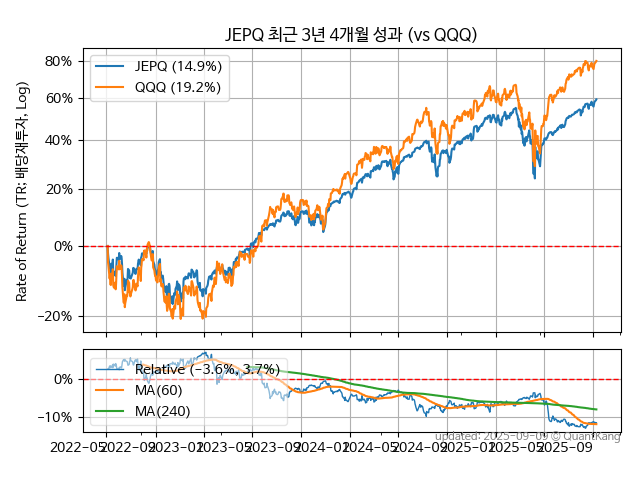 JEPQ 최근 3년 4개월 성과 (vs QQQ)
Rate of Return (TR: 배당재투자, Log)
80%
60%
40%
20%
0%
−20%
JEPQ (14.9%)
QQQ (19.2%)
0%
−10%
Relative (−3.6%, 3.7%)
MA(60)
MA(240)
2022-05 2022-09 2023-01 2023-05 2023-09 2024-01 2024-05 2024-09 2025-01 2025-05 2025-09
updated: 2025-09-09 © QuantKang